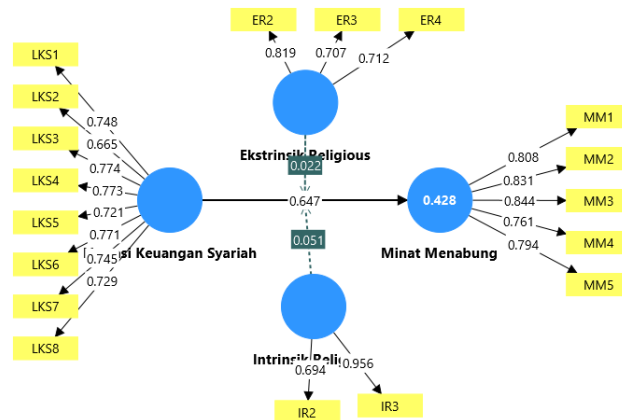 ER2
ER3
ER4
0.819
0.707
0.712
LKS1
LKS2
LKS3
LKS4
LKS5
LKS6
LKS7
LKS8
0.748
0.665
0.774
0.773
0.721
0.771
0.745
0.729
si Keuangan Syariah
Ekstrinsik Religious
0.022
0.647
0.051
0.428
Minat Menabung
0.808
0.831
0.844
0.761
0.794
MM1
MM2
MM3
MM4
MM5
Intrinsik Relig
0.694
0.956
IR2
IR3